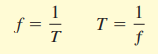 f = 1/T    T = 1/f